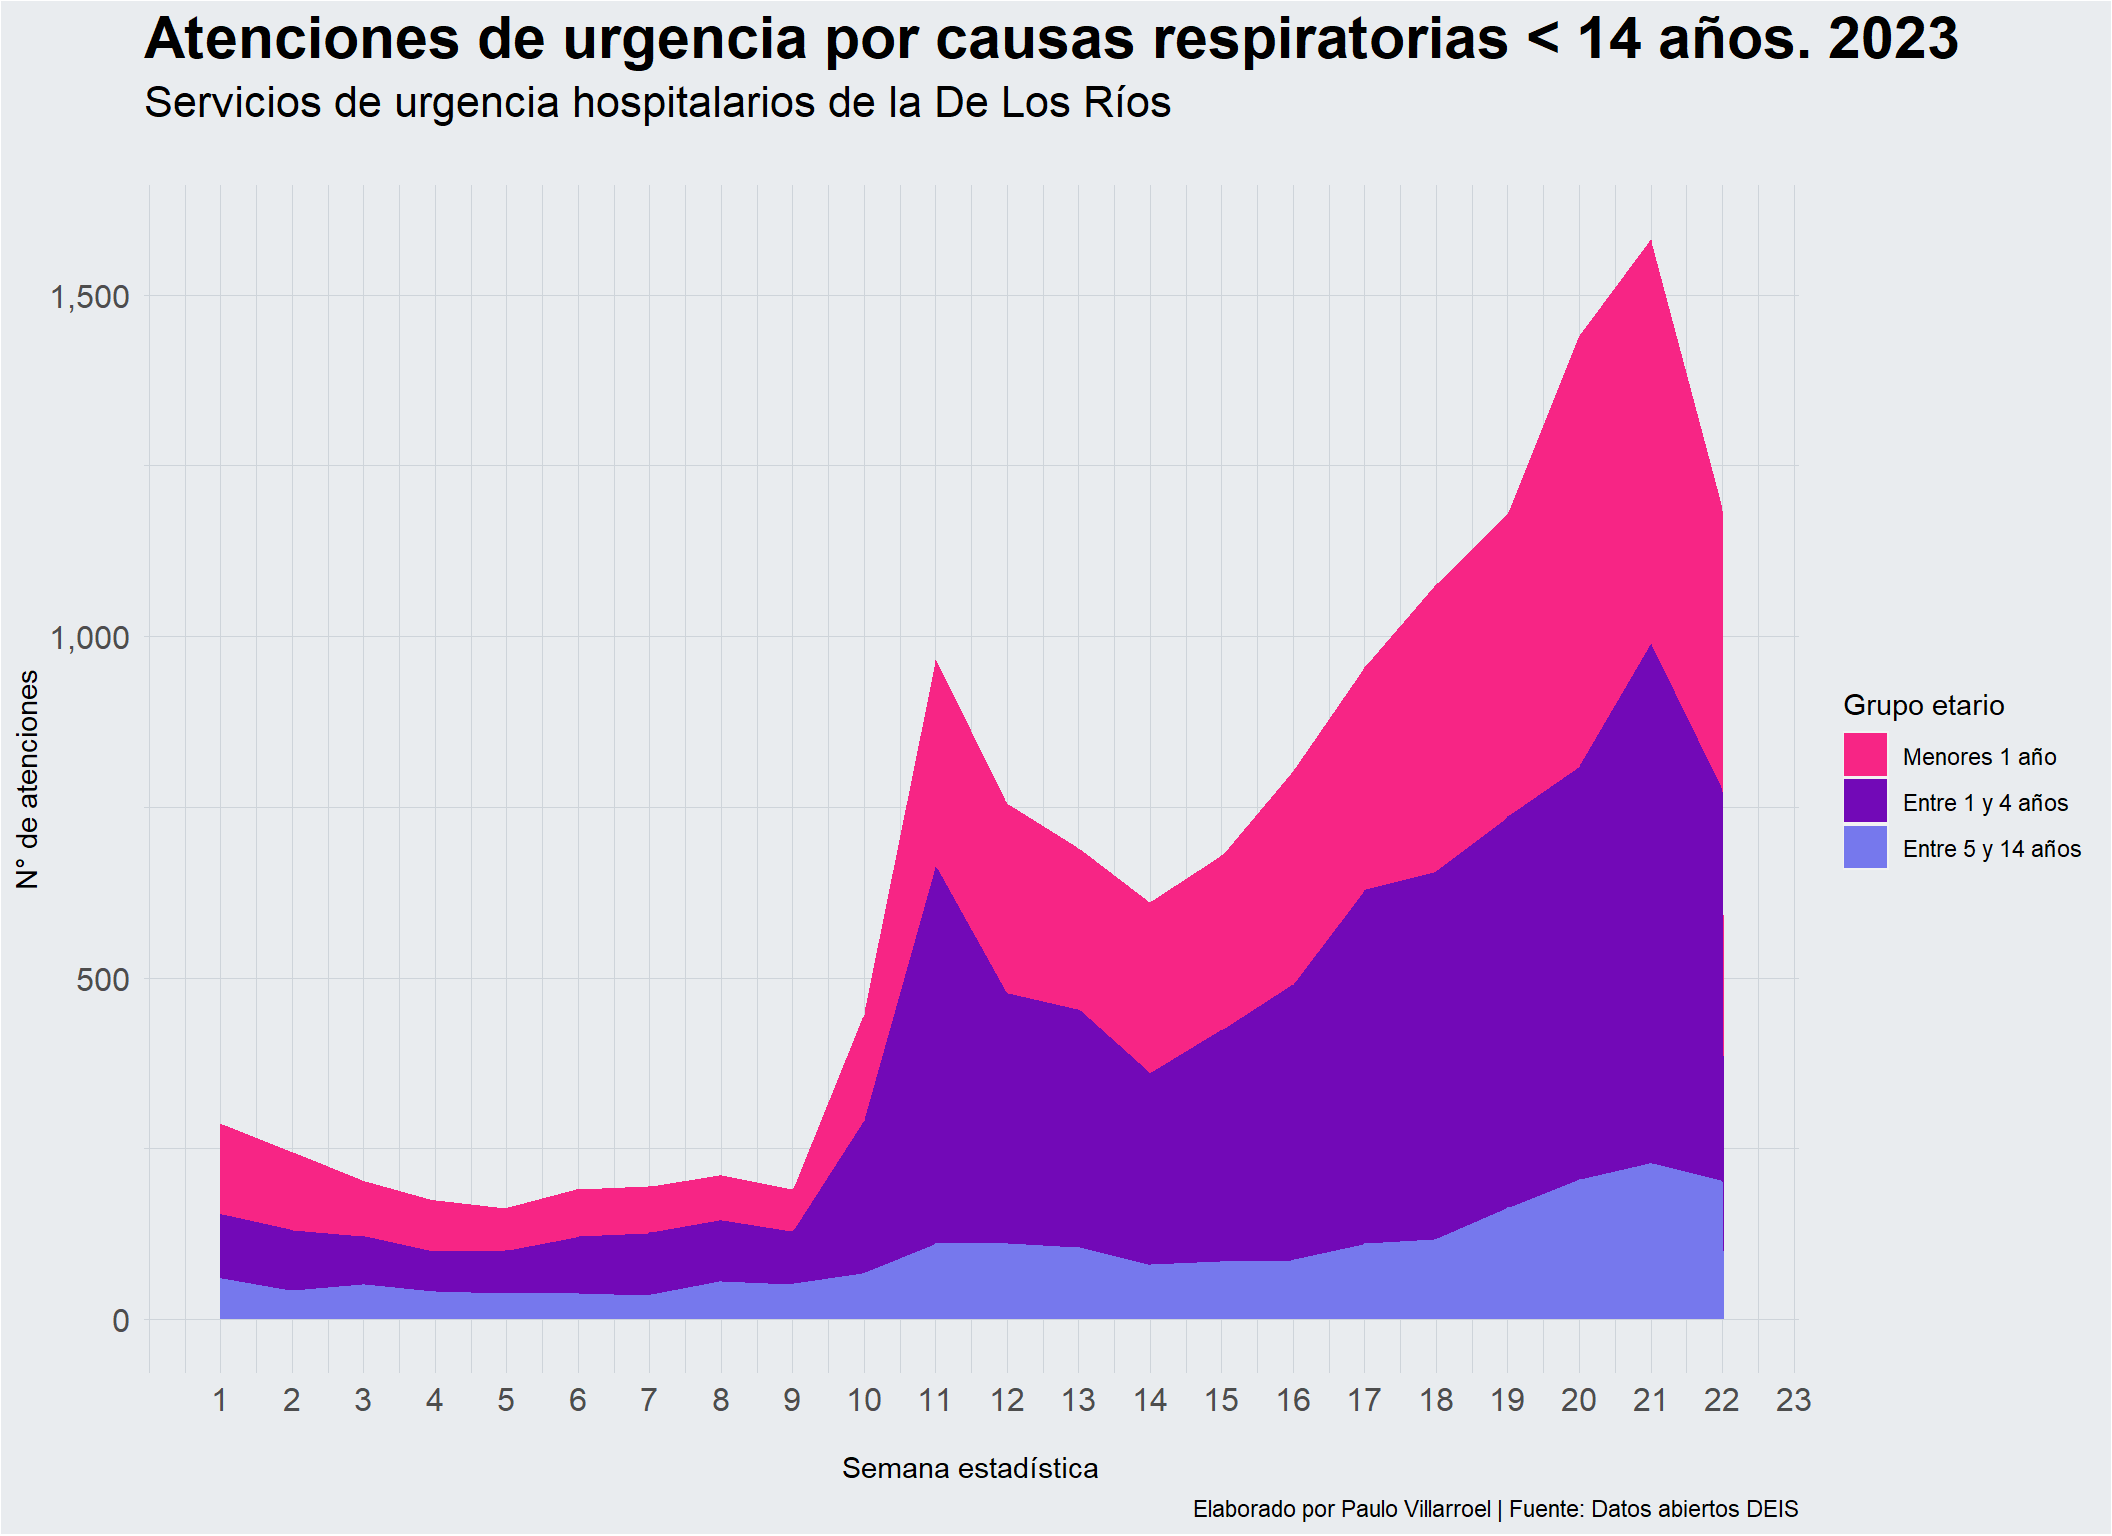 Atenciones de urgencia por causas respiratorias < 14 años. 2023
Servicios de urgencia hospitalarios de la De Los Ríos
1,500
1,000
500
0
N° de atenciones
1 2 3 4 5 6 7 8 9 10 11 12 13 14 15 16 17 18 19 20 21 22 23
Semana estadística
Grupo etario
Menores 1 año
Entre 1 y 4 años
Entre 5 y 14 años
Elaborado por Paulo Villarroel | Fuente: Datos abiertos DEIS